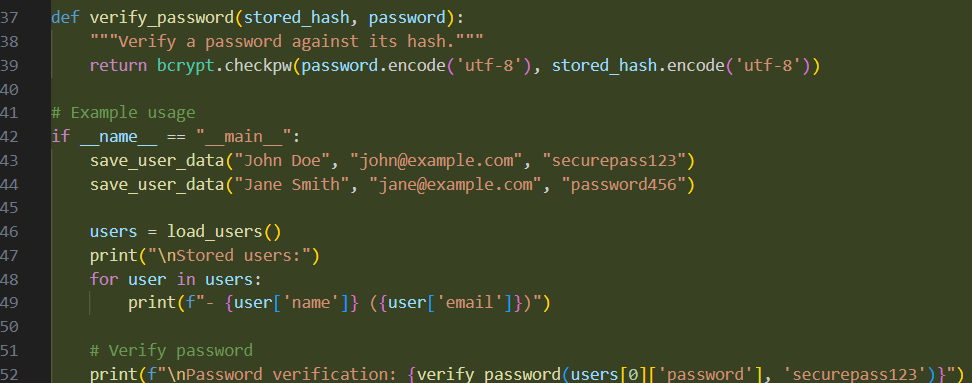 37 def verify_password(stored_hash, password):
38     """Verify a password against its hash."""
39     return bcrypt.checkpw(password.encode('utf-8'), stored_hash.encode('utf-8'))
40
41 # Example usage
42 if __name__ == "__main__":
43     save_user_data("John Doe", "john@example.com", "securepass123")
44     save_user_data("Jane Smith", "jane@example.com", "password456")
45
46     users = load_users()
47     print("\nStored users:")
48     for user in users:
49         print(f"- {user['name']} ({user['email']})")
50
51     # Verify password
52     print(f"\nPassword verification: {verify_password(users[0]['password'], 'securepass123')}")